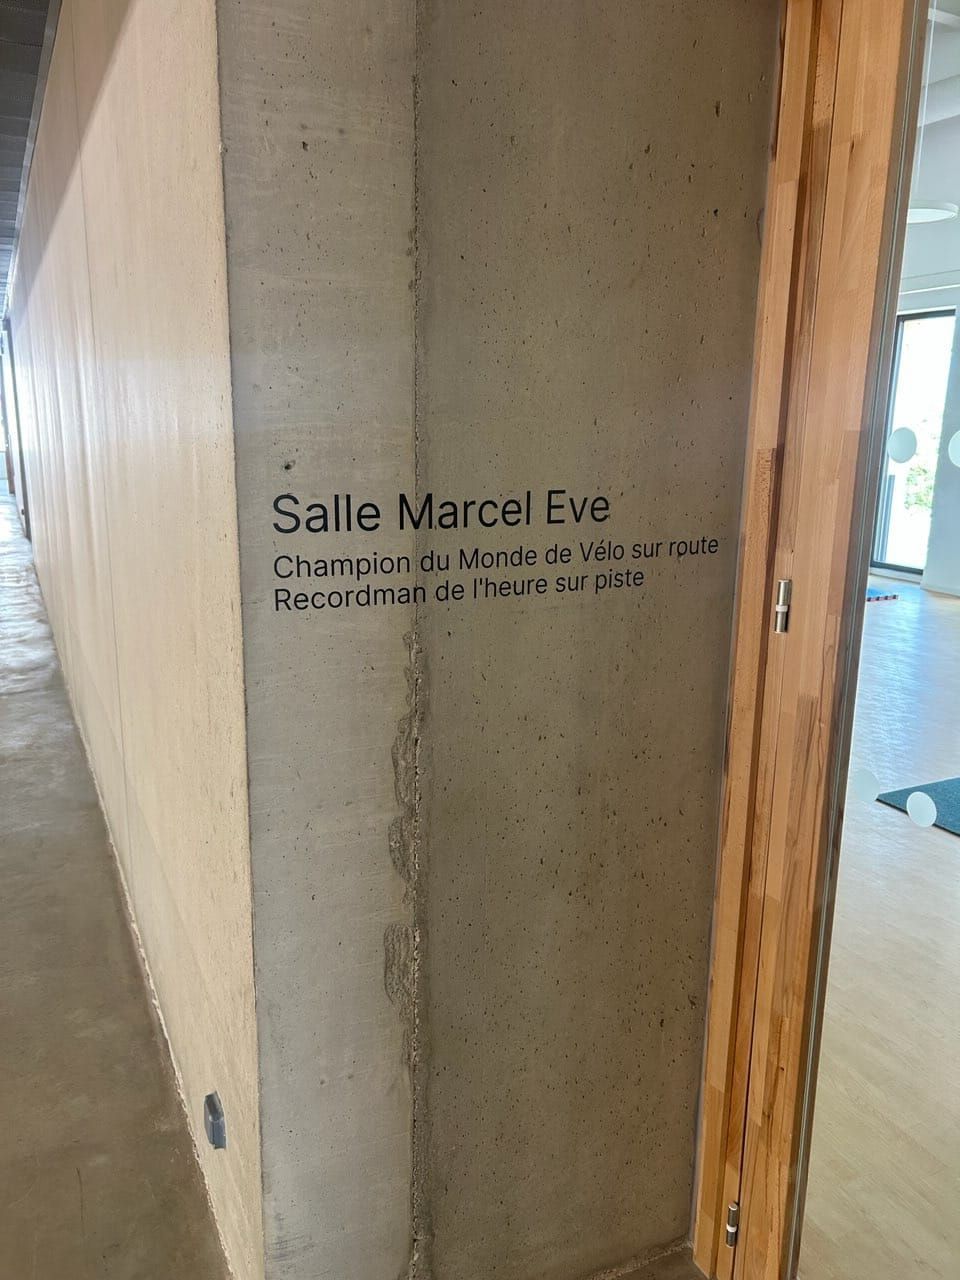 Salle Marcel Eve
Champion du Monde de Vélo sur route
Recordman de l'heure sur piste